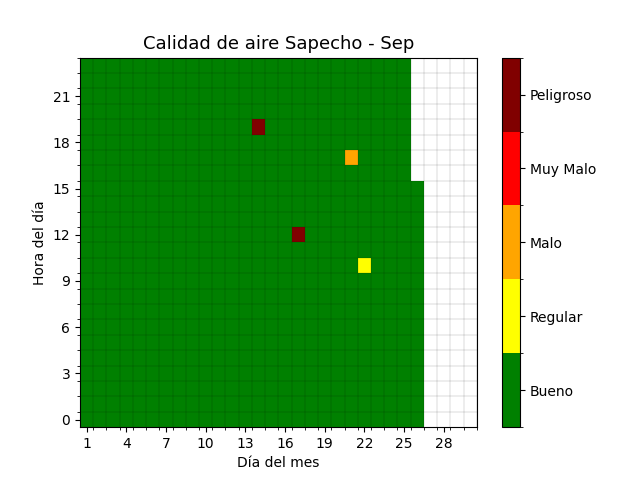 Calidad de aire Sapecho - Sep
21
18
15
12
9
6
3
0
Hora del día
1 4 7 10 13 16 19 22 25 28
Día del mes
Peligroso
Muy Malo
Malo
Regular
Bueno